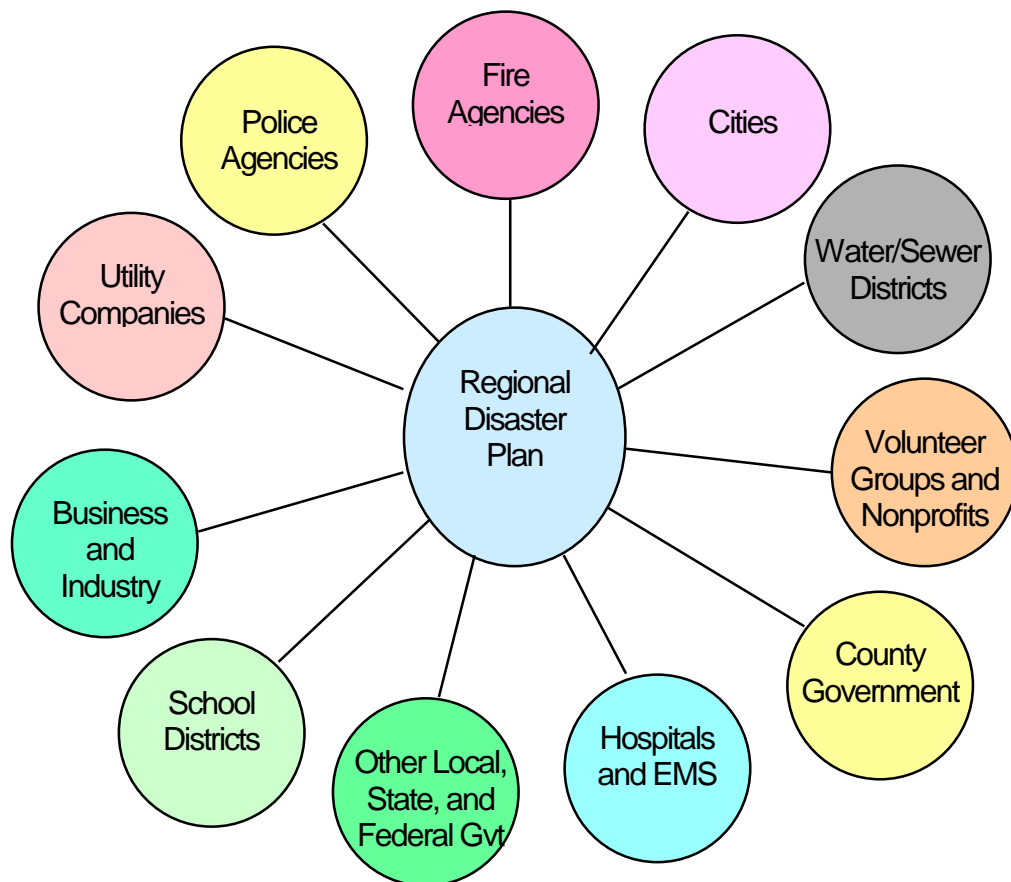 Fire
Agencies
Police
Agencies
Cities
Water/Sewer
Districts
Utility
Companies
Regional
Disaster
Plan
Volunteer
Groups and
Nonprofits
Business
and
Industry
County
Government
School
Districts
Other Local,
State, and
Federal Gvt
Hospitals
and EMS